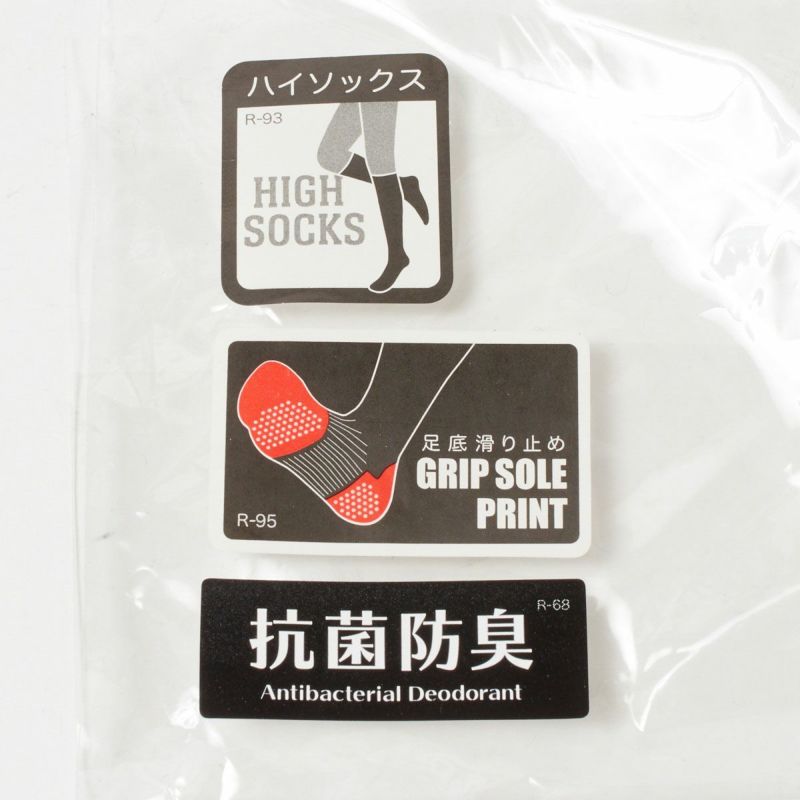 ハイソックス
R-93
HIGH
SOCKS
足底滑り止め
GRIP SOLE
PRINT
R-95
R-68
抗菌防臭
Antibacterial Deodorant